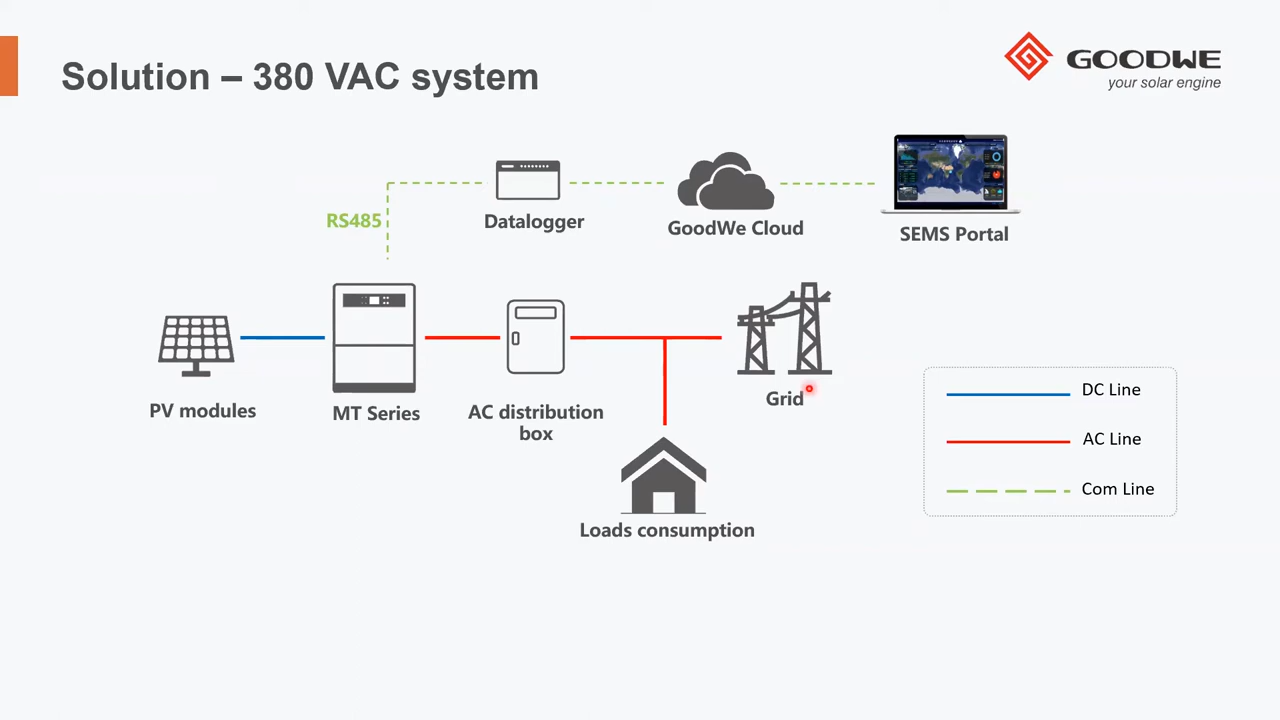 Solution – 380 VAC system
GOODWE
your solar engine
RS485
Datalogger
GoodWe Cloud
SEMS Portal
PV modules
MT Series
AC distribution
box
Grid
Loads consumption
DC Line
AC Line
Com Line